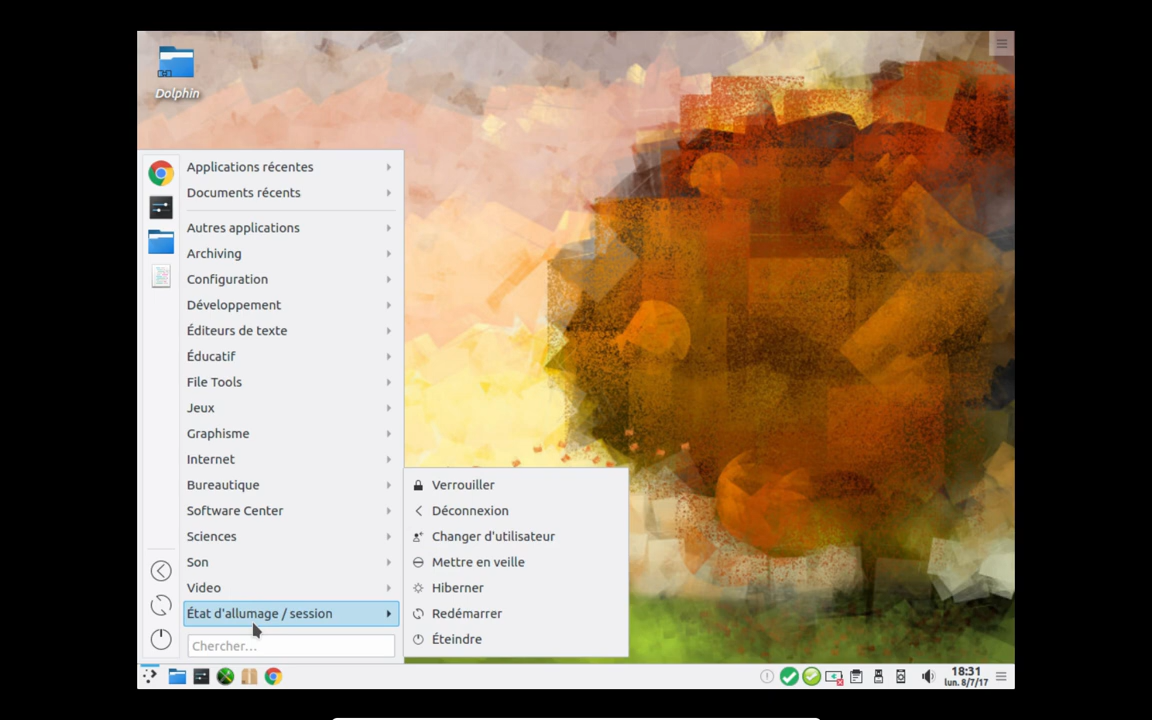 Dolphin
Applications récentes
Documents récents
Autres applications
Archiving
Configuration
Développement
Éditeurs de texte
Éducatif
File Tools
Jeux
Graphisme
Internet
Bureautique
Software Center
Sciences
Son
Video
État d'allumage / session
Chercher...
Verrouiller
Déconnexion
Changer d'utilisateur
Mettre en veille
Hiberner
Redémarrer
Éteindre
18:31
lun. 8/7/17